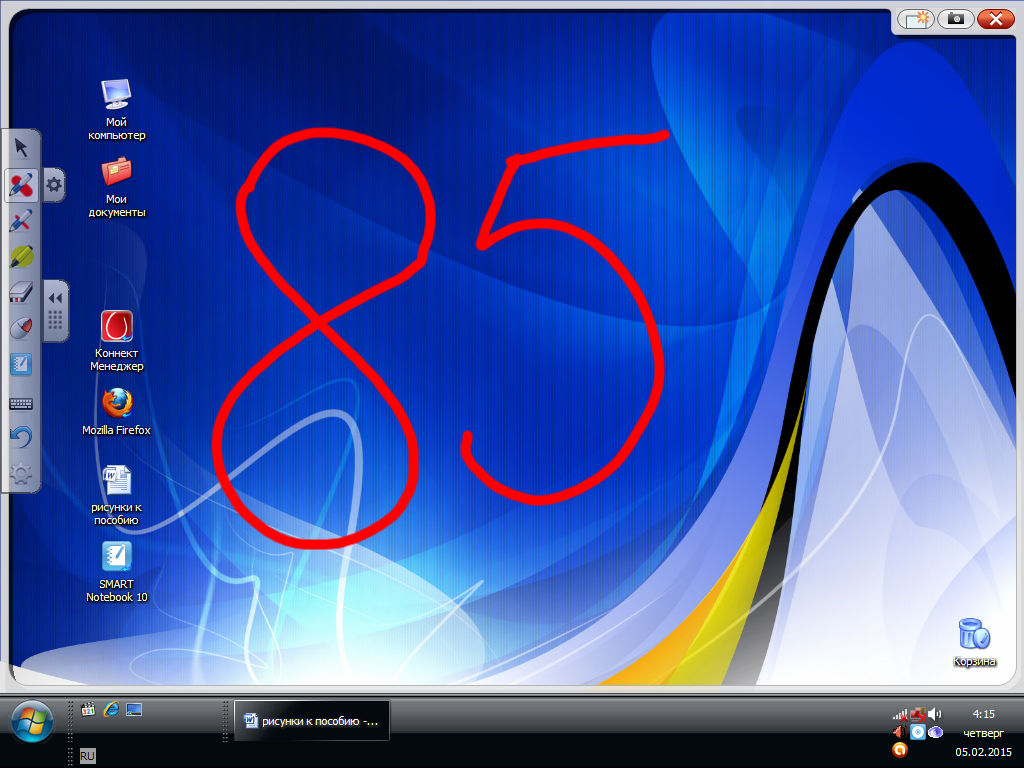 85
Мой
компьютер
Мои
документы
Коннект
Менеджер
Mozilla Firefox
рисунки к
пособию
SMART
Notebook 10
Корзина
рисунки к пособию -...
4:15
четверг
05.02.2015
RU